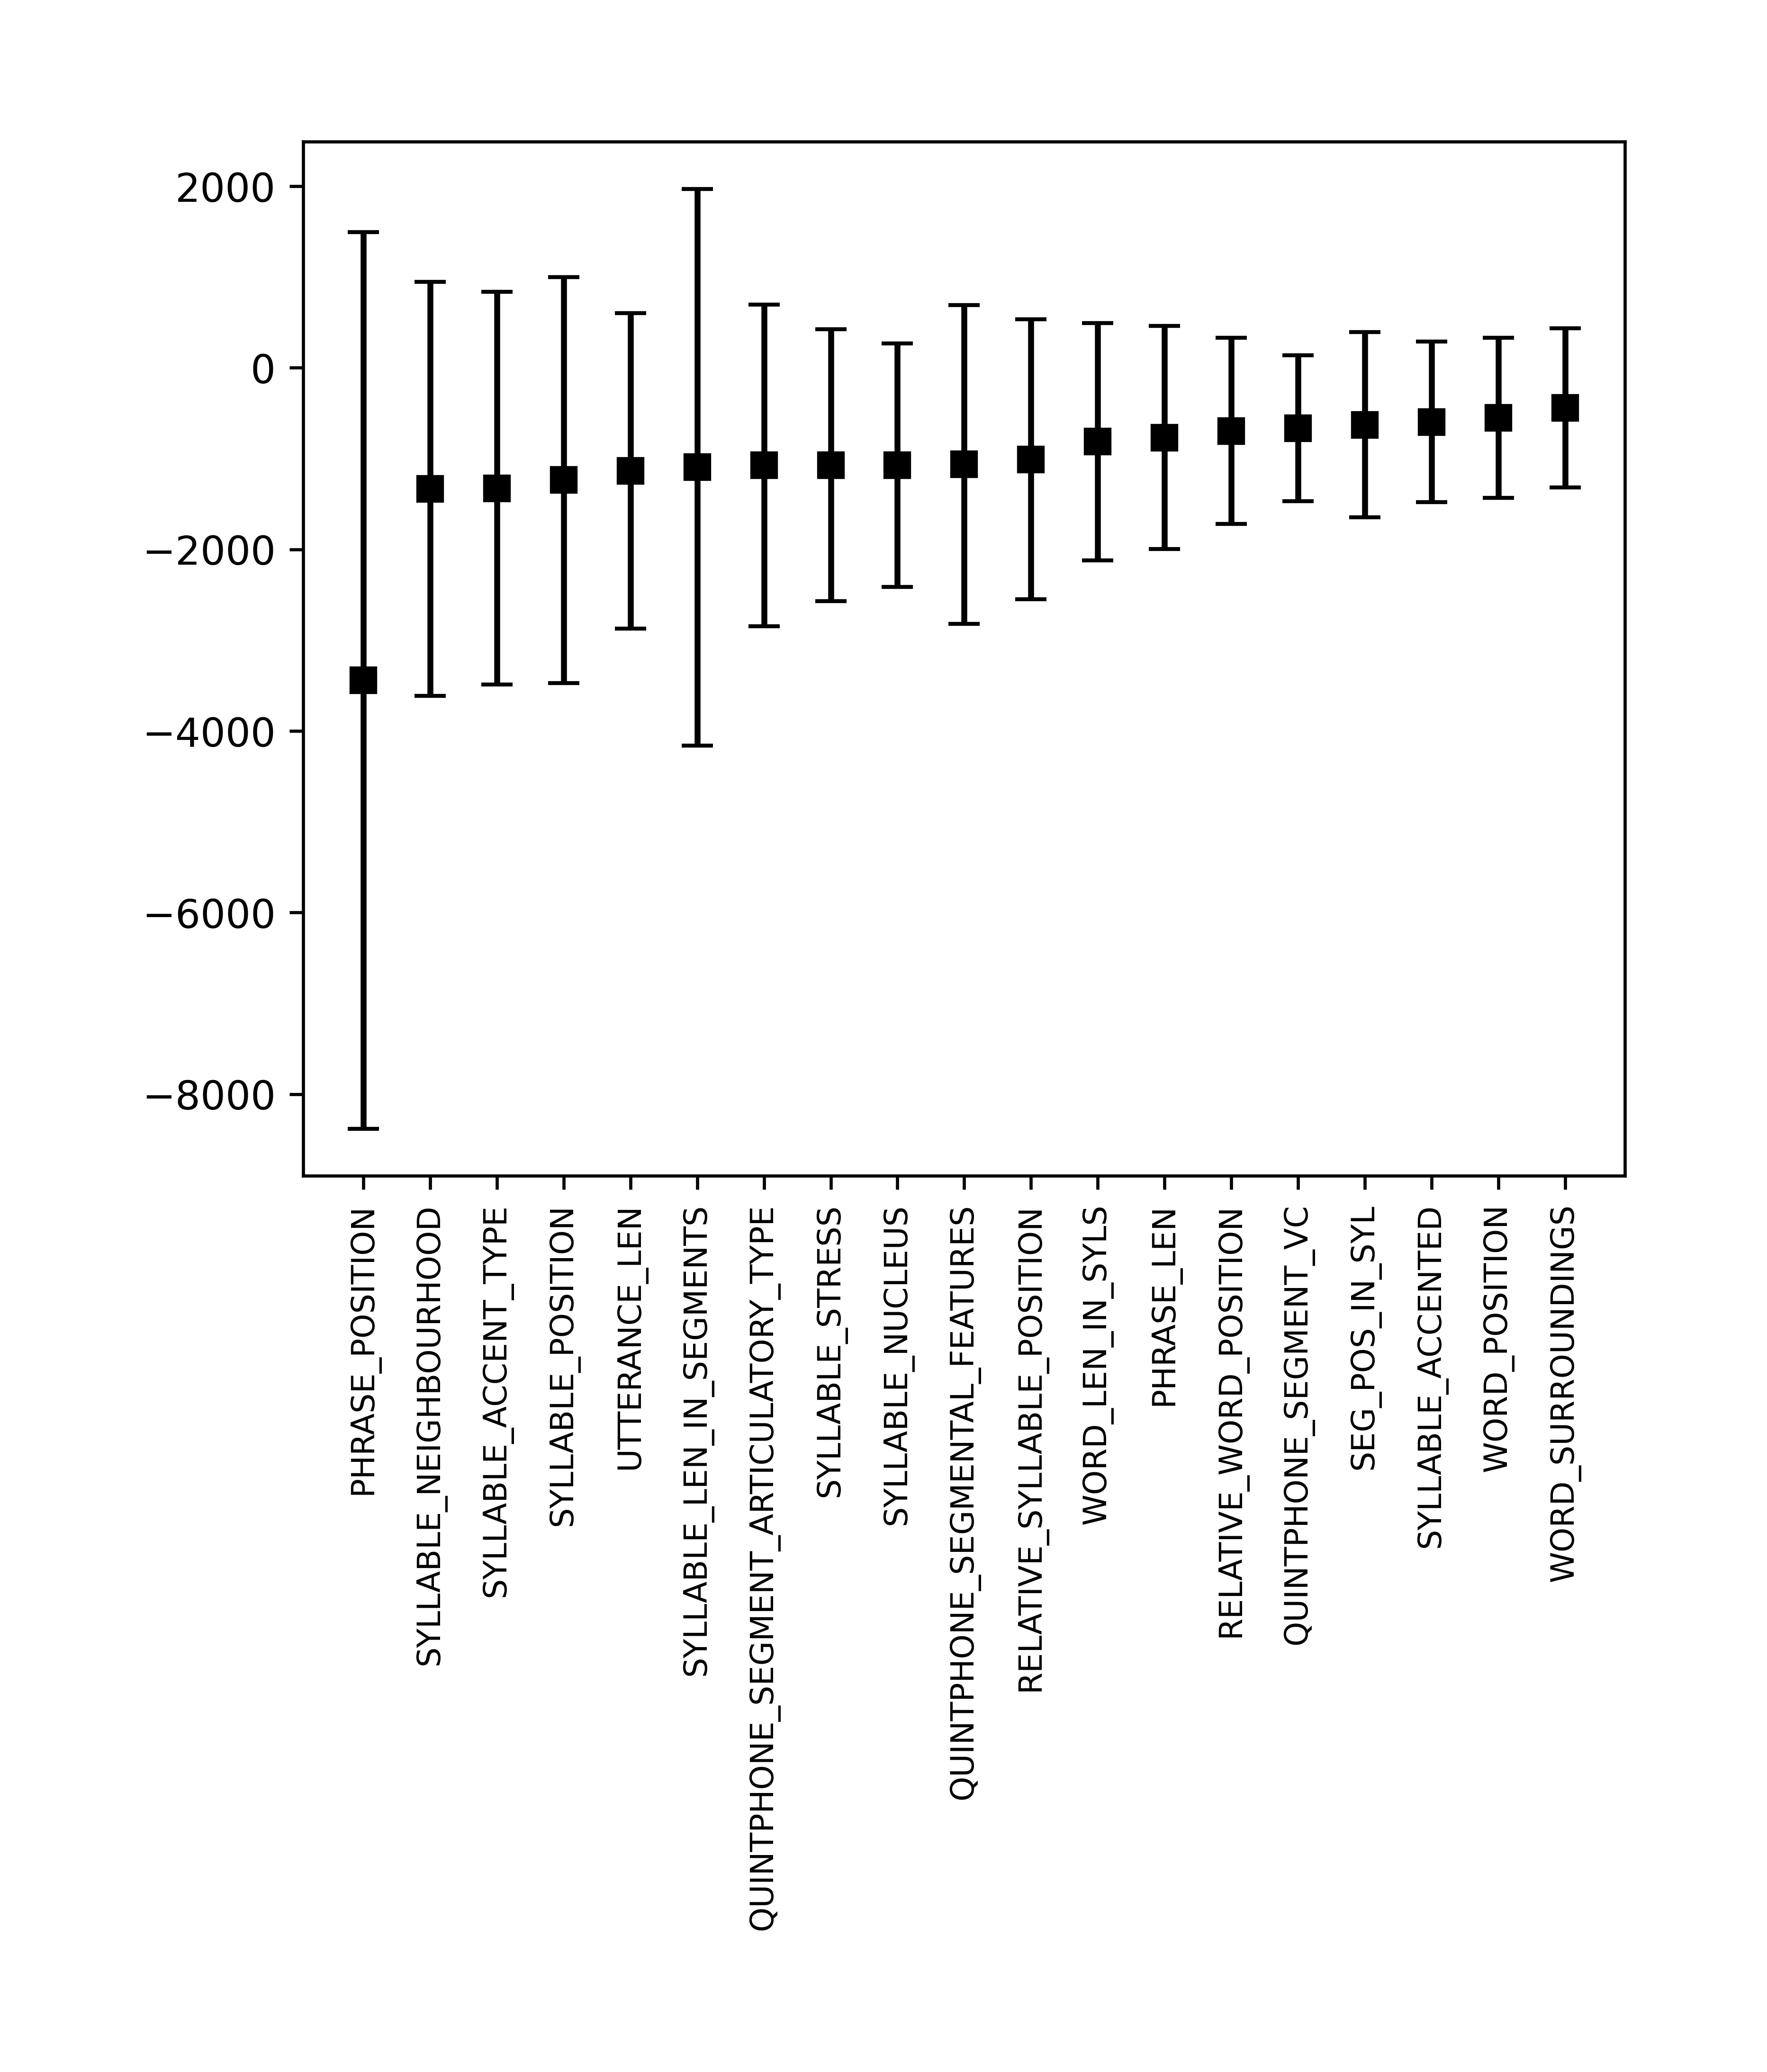 2000
0
−2000
−4000
−6000
−8000
PHRASE_POSITION
SYLLABLE_NEIGHBOURHOOD
SYLLABLE_ACCENT_TYPE
SYLLABLE_POSITION
UTTERANCE_LEN
SYLLABLE_LEN_IN_SEGMENTS
QUINTPHONE_SEGMENT_ARTICULATORY_TYPE
SYLLABLE_STRESS
SYLLABLE_NUCLEUS
QUINTPHONE_SEGMENTAL_FEATURES
RELATIVE_SYLLABLE_POSITION
WORD_LEN_IN_SYLS
PHRASE_LEN
RELATIVE_WORD_POSITION
QUINTPHONE_SEGMENT_VC
SEG_POS_IN_SYL
SYLLABLE_ACCENTED
WORD_POSITION
WORD_SURROUNDINGS